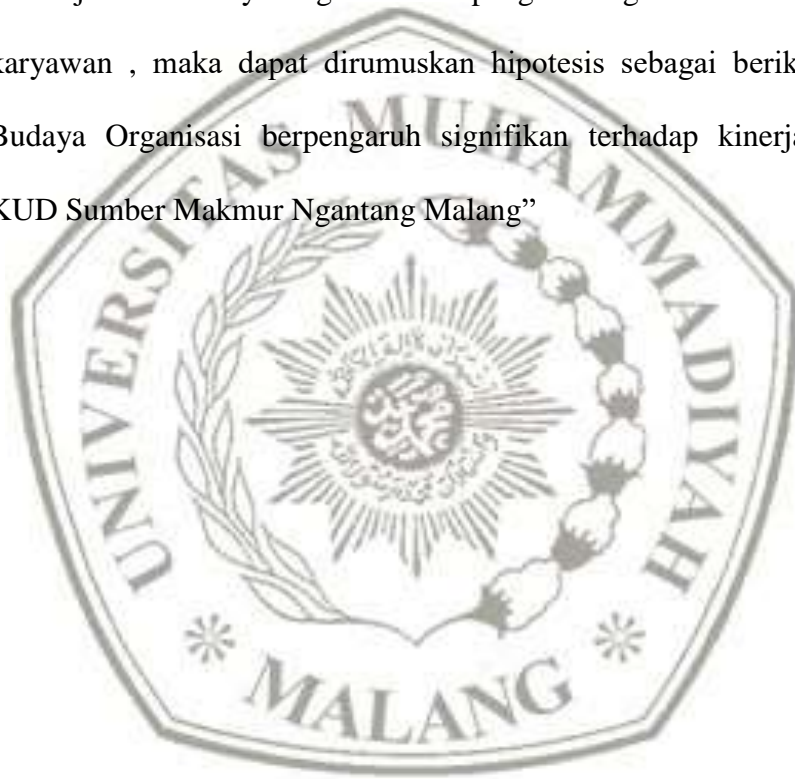 karyawan , maka dapat dirumuskan hipotesis sebagai berik
Budaya Organisasi berpengaruh signifikan terhadap kinerja
KUD Sumber Makmur Ngantang Malang”
UNIVERSITAS MUHAMMADIYAH
MALANG